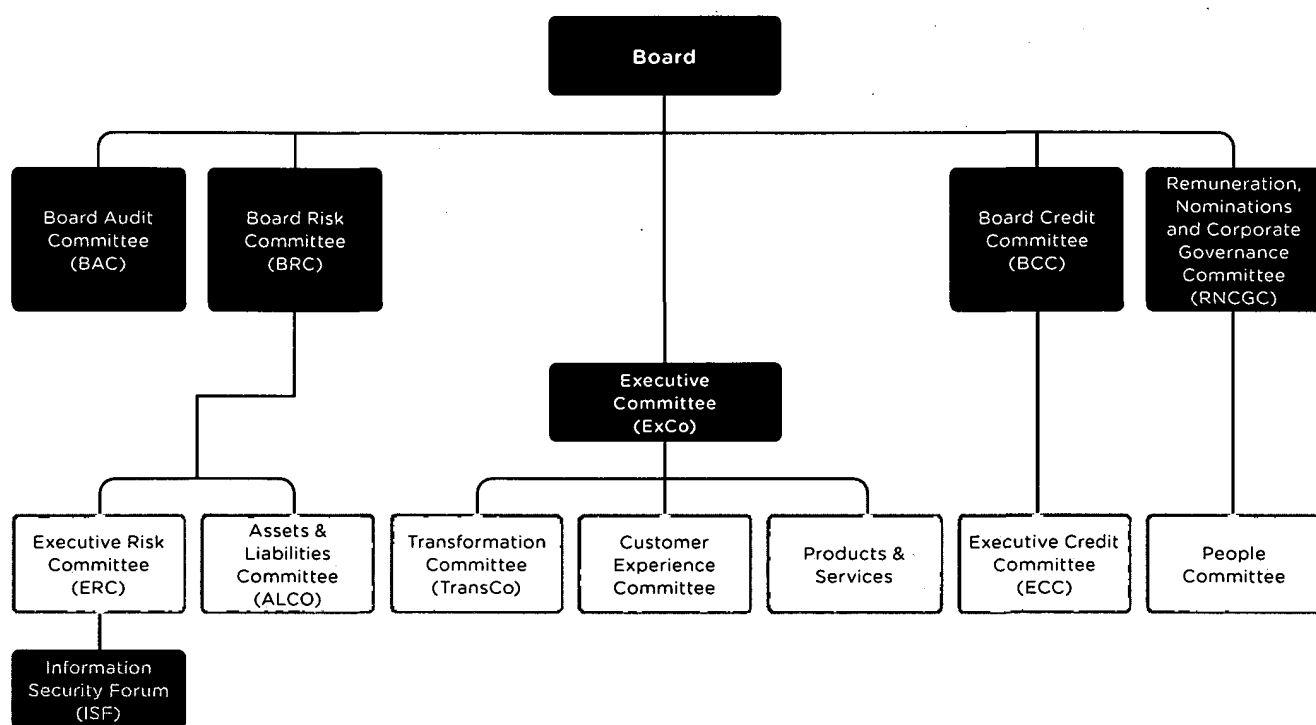 Board
Board Audit
Committee
(BAC)
Board Risk
Committee
(BRC)
Board Credit
Committee
(BCC)
Remuneration,
Nominations
and Corporate
Governance
Committee
(RNCGC)
Executive
Committee
(ExCo)
Executive Risk
Committee
(ERC)
Assets &
Liabilities
Committee
(ALCO)
Transformation
Committee
(TransCo)
Customer
Experience
Committee
Products &
Services
Executive Credit
Committee
(ECC)
People
Committee
Information
Security Forum
(ISF)